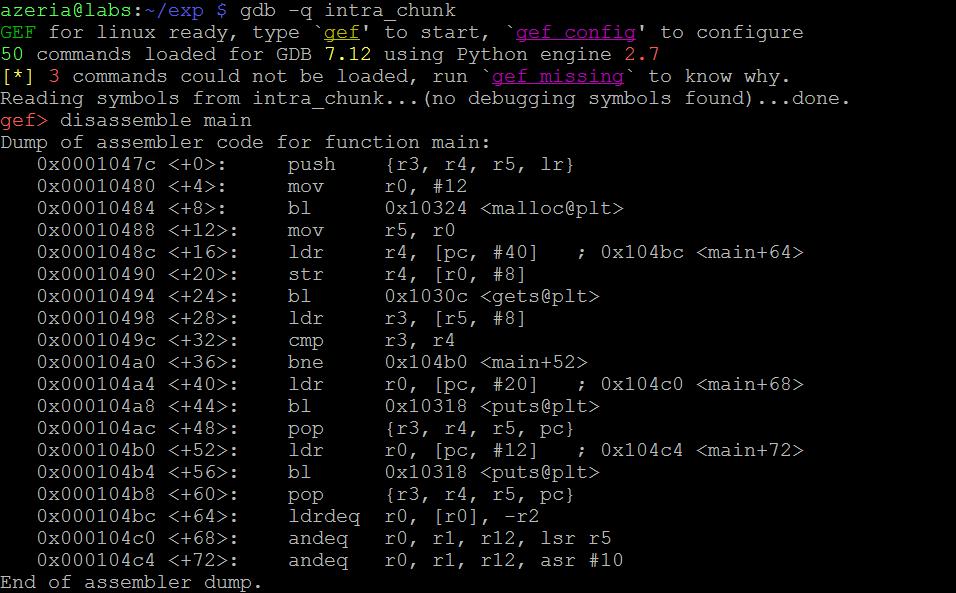 azeria@labs:~/exp $ gdb -q intra_chunk
GEF for linux ready, type `gef' to start, `gef config' to configure
50 commands loaded for GDB 7.12 using Python engine 2.7
[*] 3 commands could not be loaded, run `gef missing` to know why.
Reading symbols from intra_chunk...(no debugging symbols found)...done.
gef> disassemble main
Dump of assembler code for function main:
   0x0001047c <+0>:     push    {r3, r4, r5, lr}
   0x00010480 <+4>:     mov     r0, #12
   0x00010484 <+8>:     bl      0x10324 <malloc@plt>
   0x00010488 <+12>:    mov     r5, r0
   0x0001048c <+16>:    ldr     r4, [pc, #40]   ; 0x104bc <main+64>
   0x00010490 <+20>:    str     r4, [r0, #8]
   0x00010494 <+24>:    bl      0x1030c <gets@plt>
   0x00010498 <+28>:    ldr     r3, [r5, #8]
   0x0001049c <+32>:    cmp     r3, r4
   0x000104a0 <+36>:    bne     0x104b0 <main+52>
   0x000104a4 <+40>:    ldr     r0, [pc, #20]   ; 0x104c0 <main+68>
   0x000104a8 <+44>:    bl      0x10318 <puts@plt>
   0x000104ac <+48>:    pop     {r3, r4, r5, pc}
   0x000104b0 <+52>:    ldr     r0, [pc, #12]   ; 0x104c4 <main+72>
   0x000104b4 <+56>:    bl      0x10318 <puts@plt>
   0x000104b8 <+60>:    pop     {r3, r4, r5, pc}
   0x000104bc <+64>:    ldrdeq  r0, [r0], -r2
   0x000104c0 <+68>:    andeq   r0, r1, r12, lsr r5
   0x000104c4 <+72>:    andeq   r0, r1, r12, asr #10
End of assembler dump.